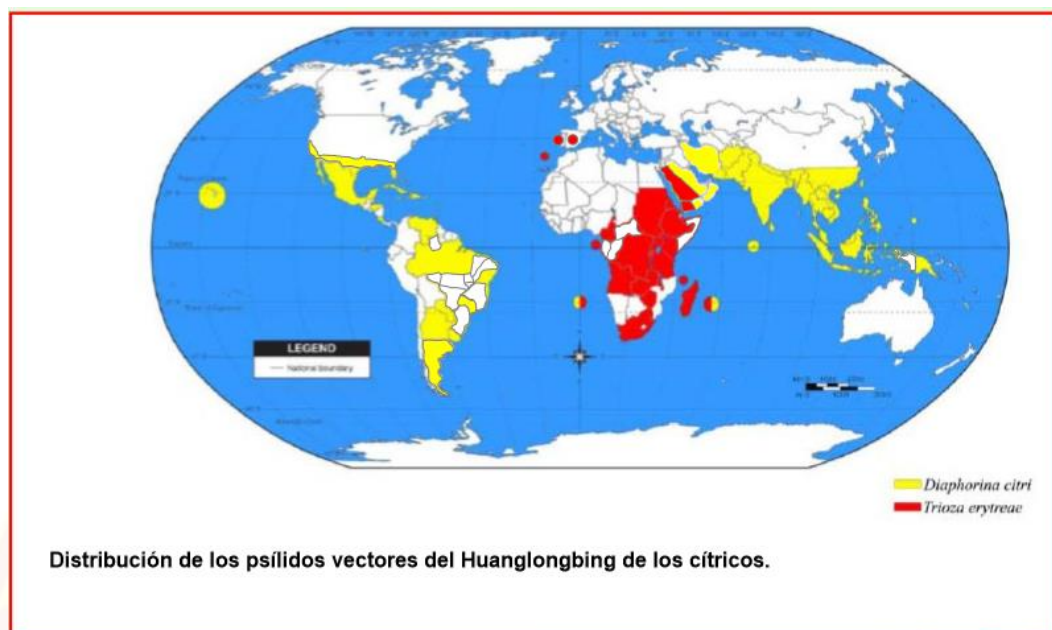 LEGEND
National Boundary
Diaphorina citri
Trioza erytreae
Distribución de los psílidos vectores del Huanglongbing de los cítricos.